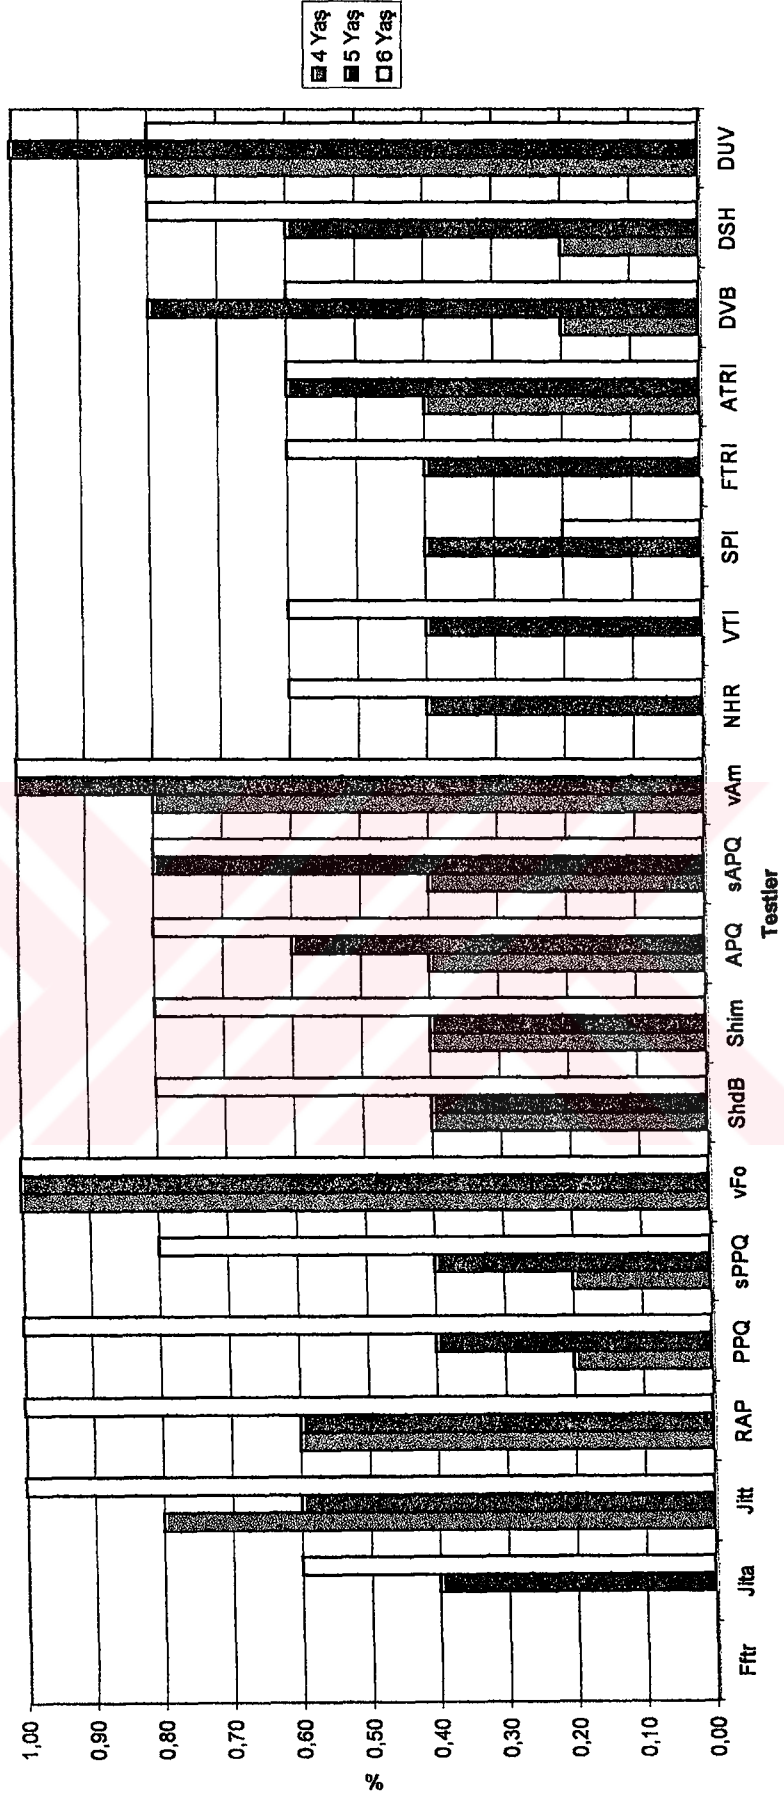 1,00
0,90
0,80
0,70
0,60
0,50
0,40
0,30
0,20
0,10
0,00
%
Fftr
Jita
Jitt
RAP
PPQ
sPPQ
vFo
ShdB
Shim
APQ
sAPQ
vAm
NHR
VTI
SPI
FTRI
ATRI
DVB
DSH
DUV
Testler
4 Yaş
5 Yaş
6 Yaş